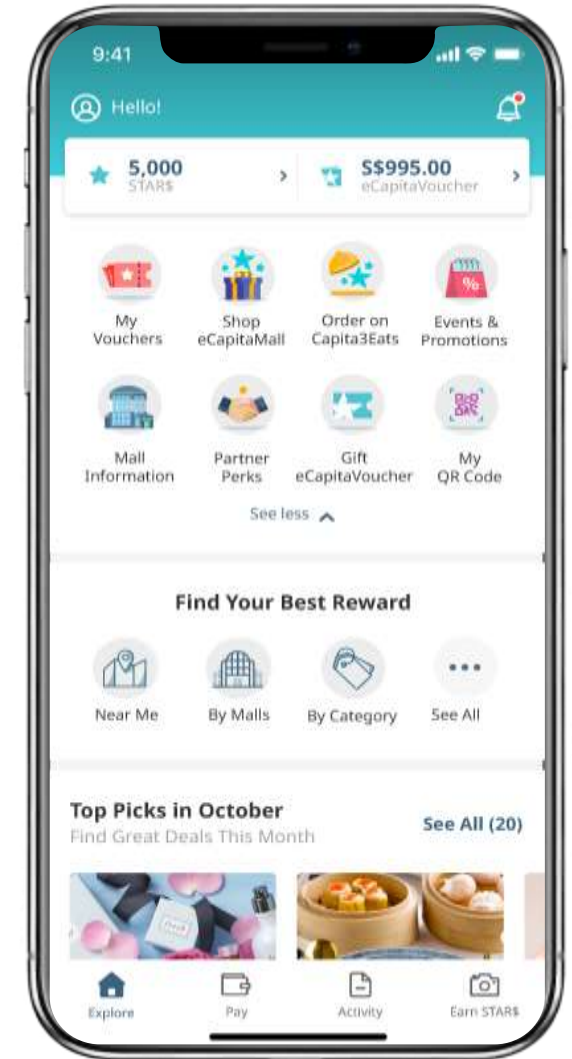 9:41
Hello!
5,000
STAR$
S$995.00
eCapitaVoucher
My
Vouchers
Shop
eCapitaMall
Order on
Capita3Eats
Events &
Promotions
Mall
Information
Partner
Perks
Gift
eCapitaVoucher
My
QR Code
See less
Find Your Best Reward
Near Me
By Malls
By Category
See All
Top Picks in October
Find Great Deals This Month
See All (20)
Explore
Pay
Activity
Earn STAR$